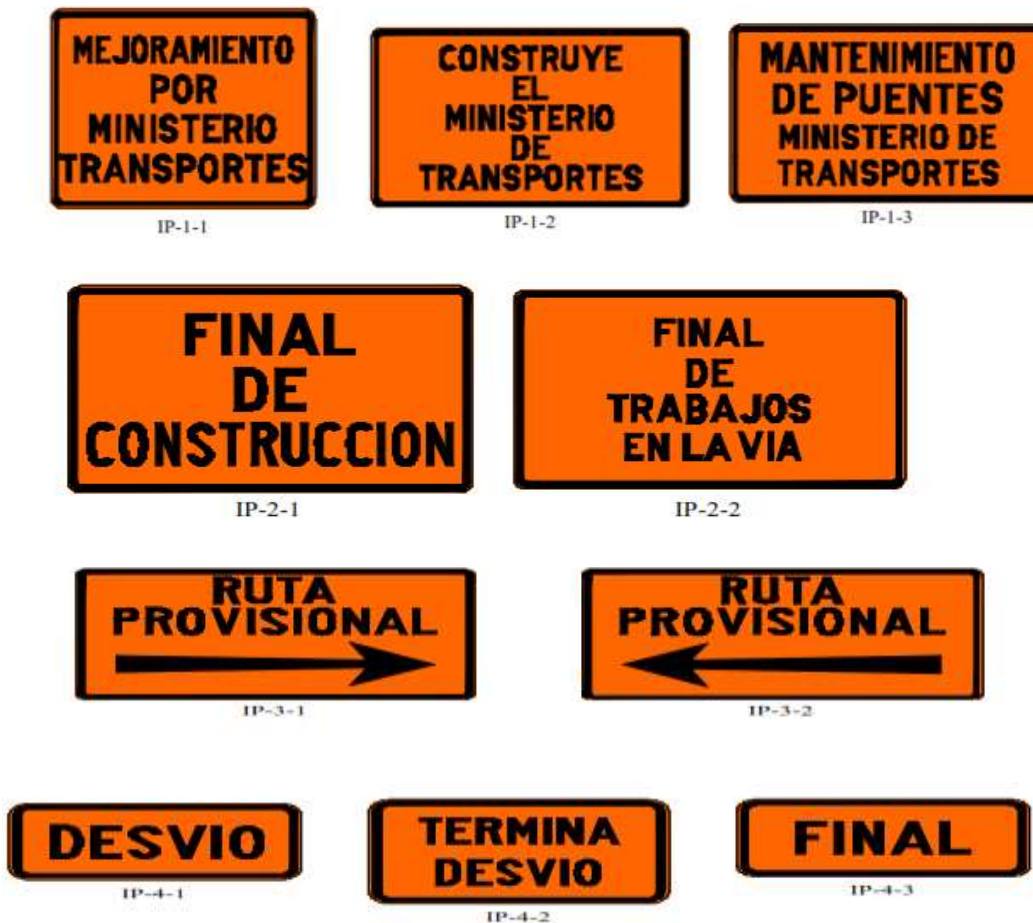 MEJORAMIENTO
POR
MINISTERIO
TRANSPORTES
IP-1-1
CONSTRUYE
EL
MINISTERIO
DE
TRANSPORTES
IP-1-2
MANTENIMIENTO
DE PUENTES
MINISTERIO DE
TRANSPORTES
IP-1-3
FINAL
DE
CONSTRUCCION
IP-2-1
FINAL
DE
TRABAJOS
EN LA VIA
IP-2-2
RUTA
PROVISIONAL
IP-3-1
RUTA
PROVISIONAL
IP-3-2
DESVIO
IP-4-1
TERMINA
DESVIO
IP-4-2
FINAL
IP-4-3